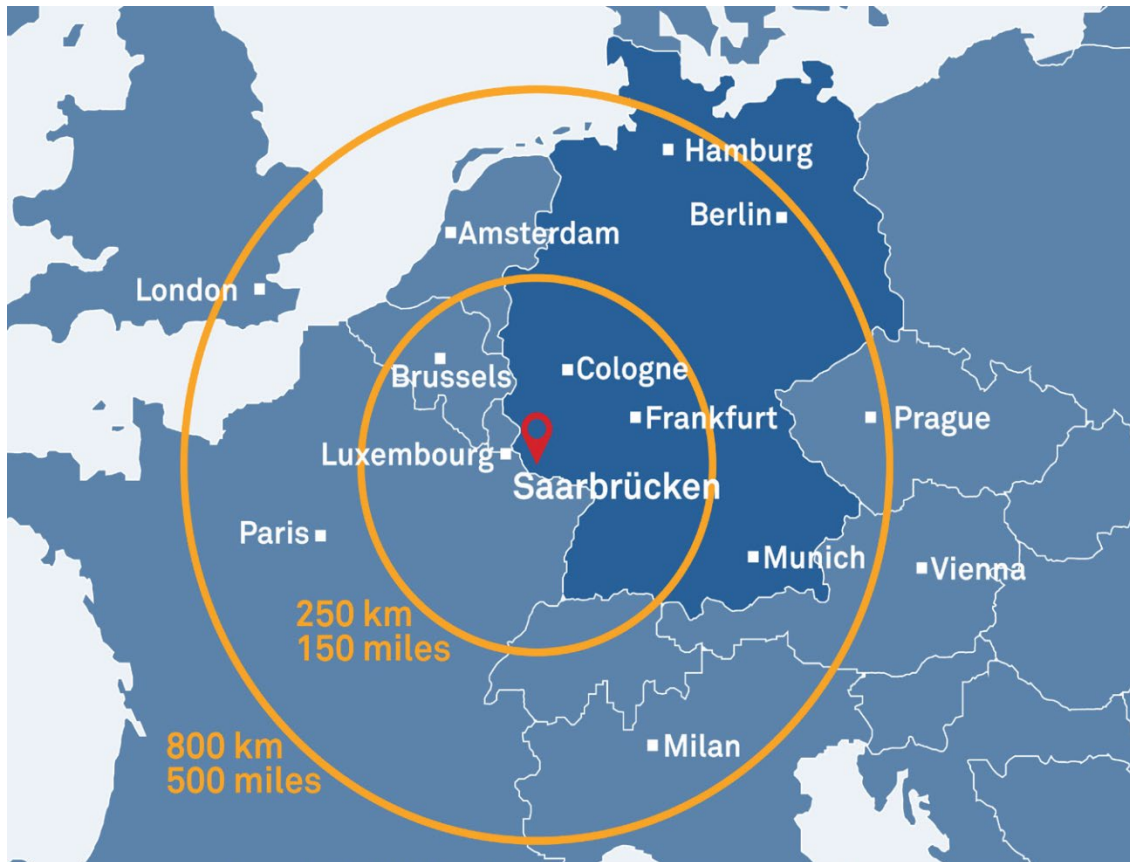 Hamburg
Berlin
Amsterdam
London
Brussels
Cologne
Frankfurt
Prague
Luxembourg
Saarbrücken
Paris
Munich
Vienna
250 km
150 miles
Milan
800 km
500 miles